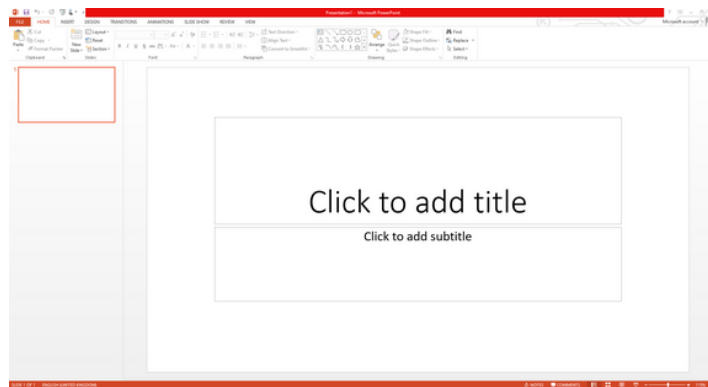 Presentation1 - Microsoft PowerPoint
FILE HOME INSERT DESIGN TRANSITIONS ANIMATIONS SLIDE SHOW REVIEW VIEW Microsoft account
Cut Layout Text Direction Shape Fill Find
Copy Reset Align Text Shape Outline Replace
Paste Format Painter New Slide Section Convert to SmartArt Arrange Quick Styles Shape Effects Select
Clipboard Slides Font Paragraph Drawing Editing
1
Click to add title
Click to add subtitle
SLIDE 1 OF 1 ENGLISH (UNITED KINGDOM) NOTES COMMENTS